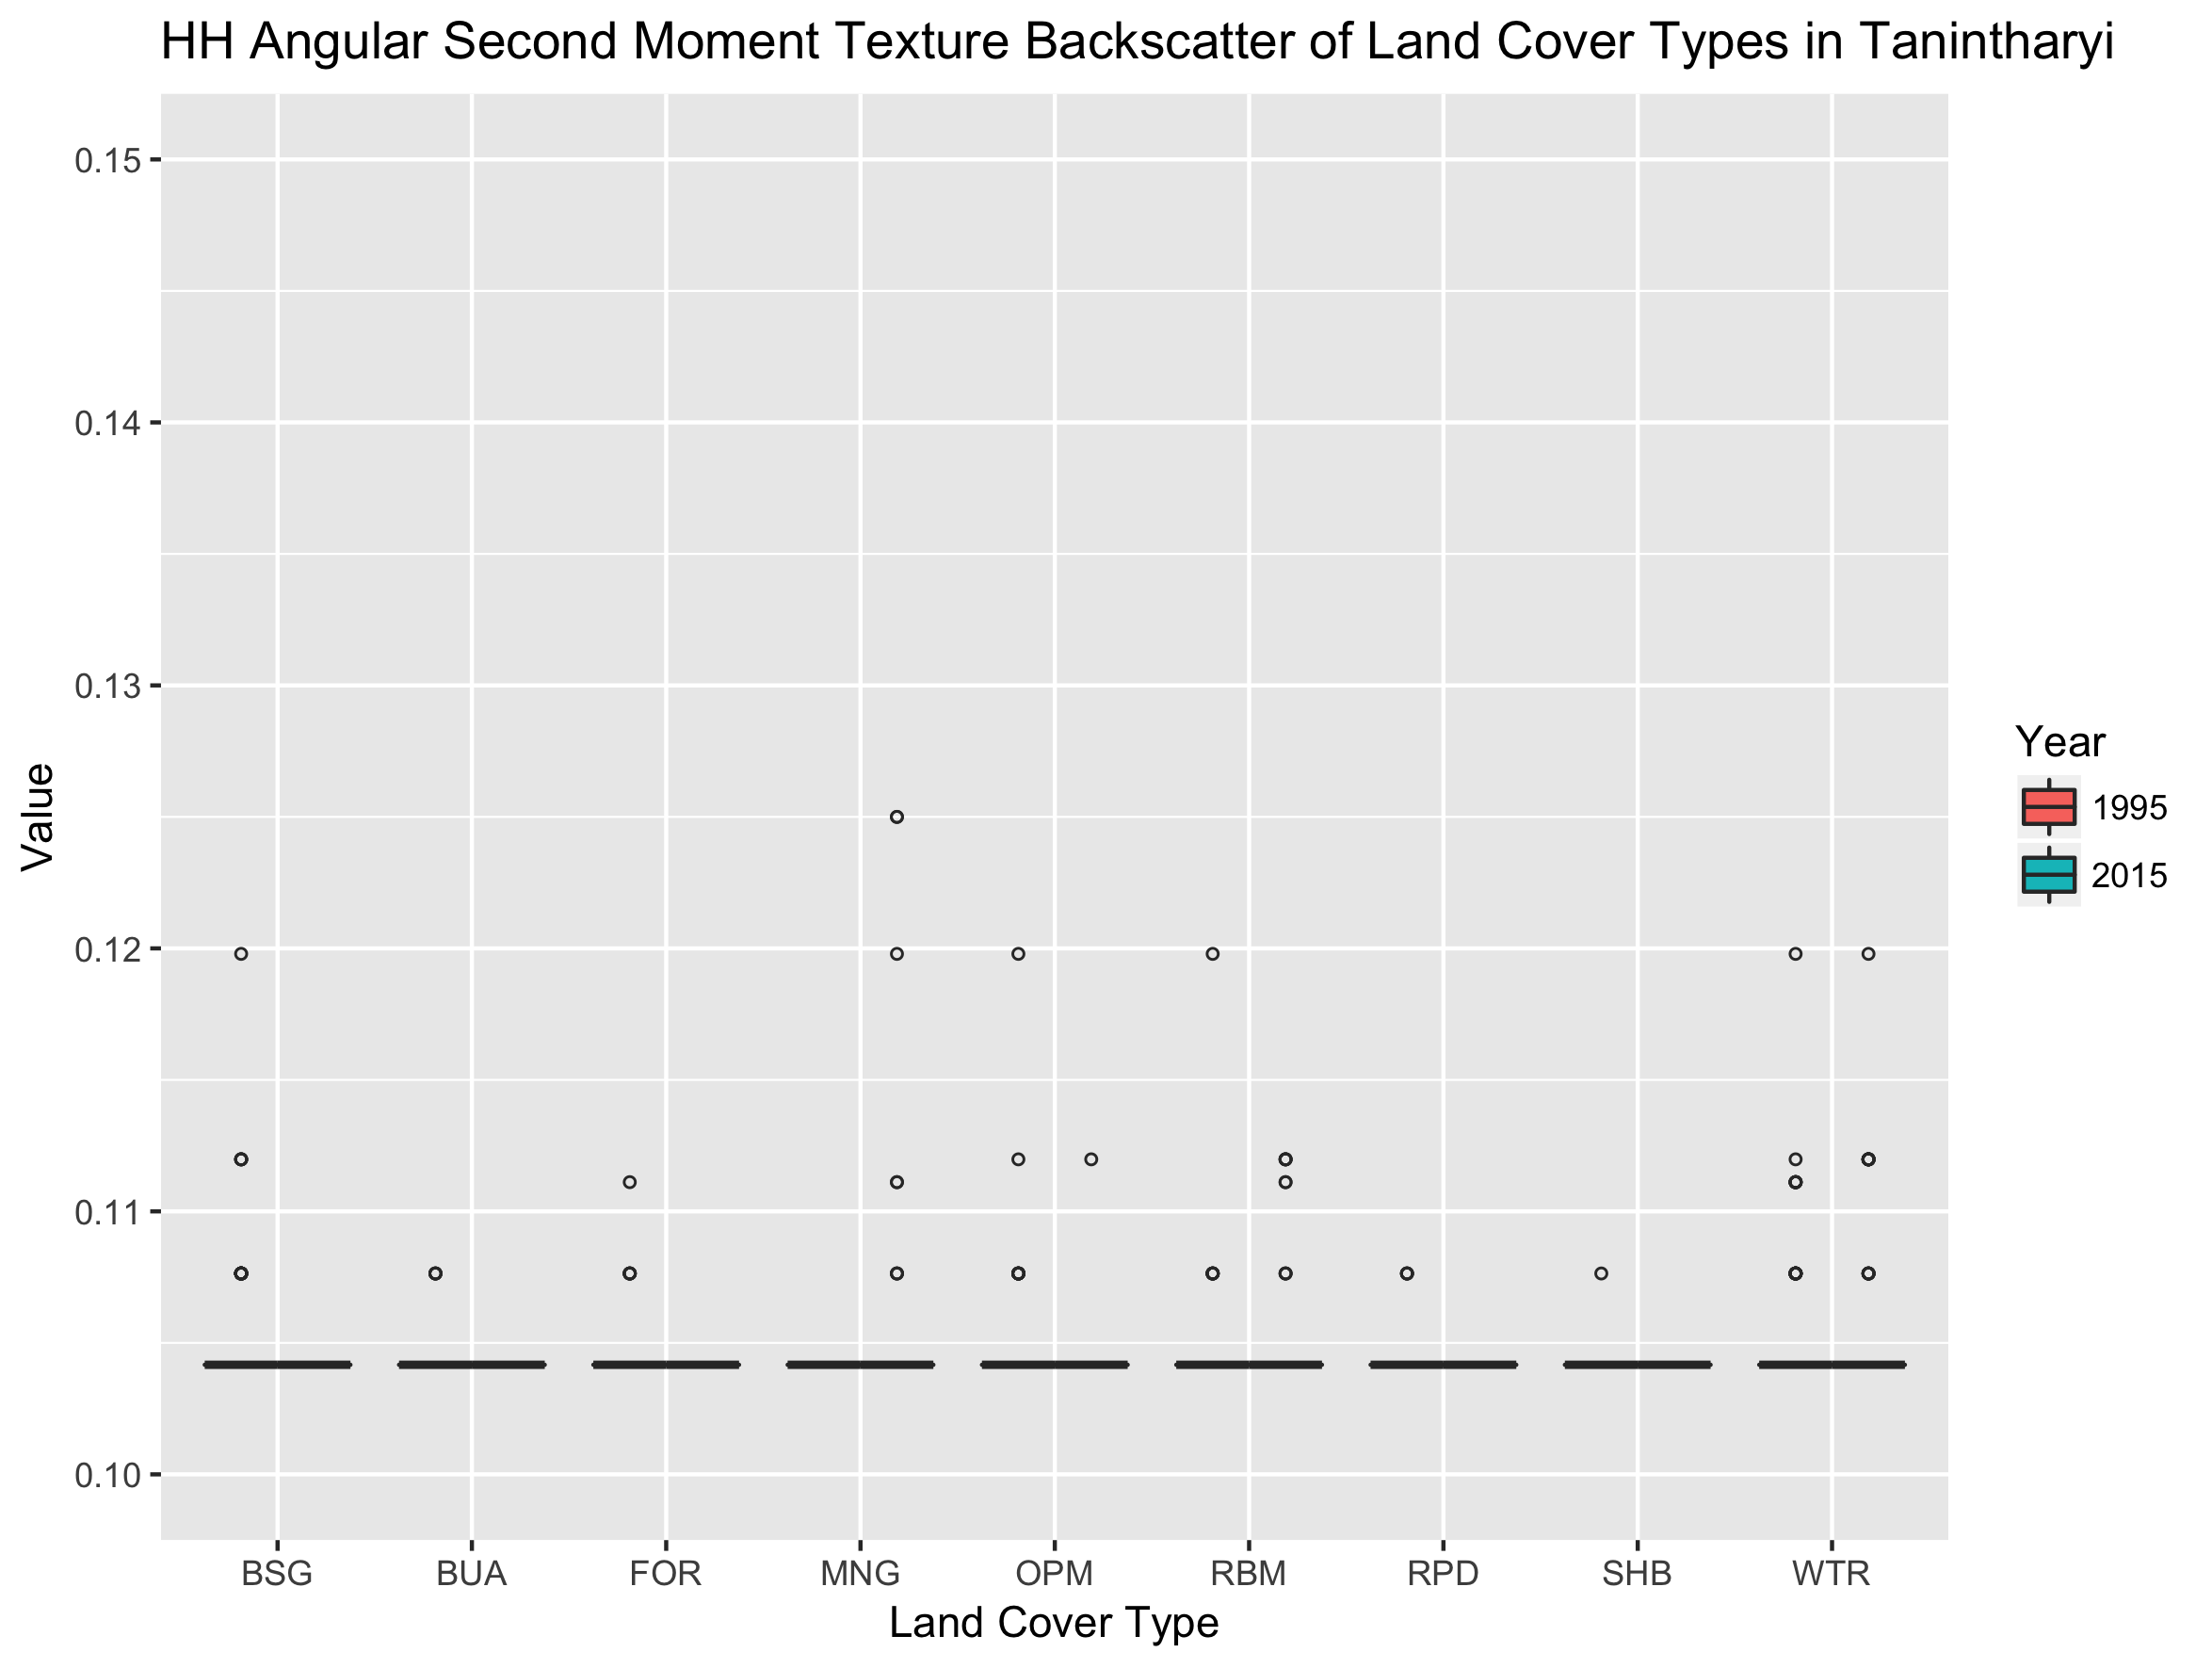 HH Angular Second Moment Texture Backscatter of Land Cover Types in Tanintharyi
0.15
0.14
0.13
0.12
0.11
0.10
Value
BSG BUA FOR MNG OPM RBM RPD SHB WTR
Land Cover Type
Year
1995
2015